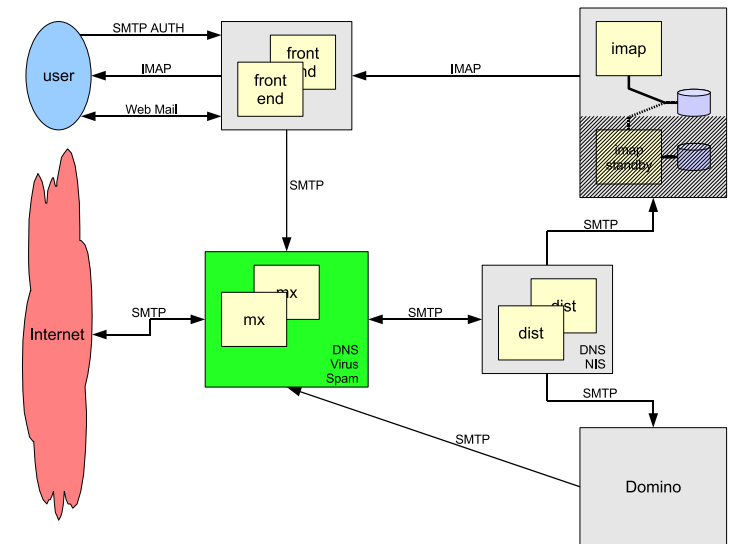 SMTP AUTH
user
IMAP
Web Mail
front
end
front
end
IMAP
imap
imap
standby
SMTP
SMTP
mx
mx
DNS
Virus
Spam
SMTP
Internet
SMTP
dist
dist
DNS
NIS
SMTP
SMTP
SMTP
Domino